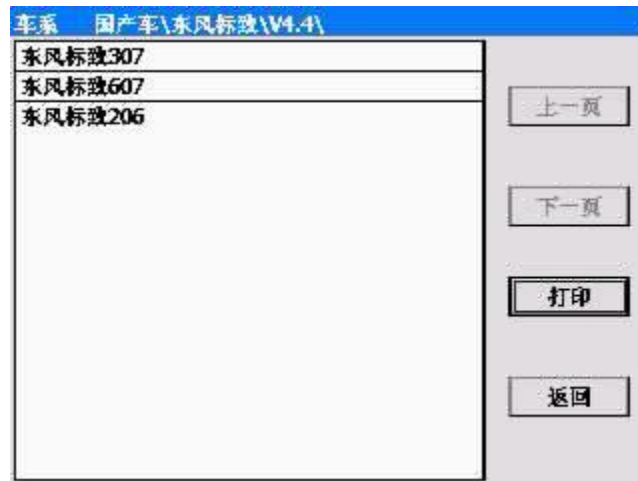 车系 国产车\东风标致\V4.4\
东风标致307
东风标致607
东风标致206
上一页
下一页
打印
返回